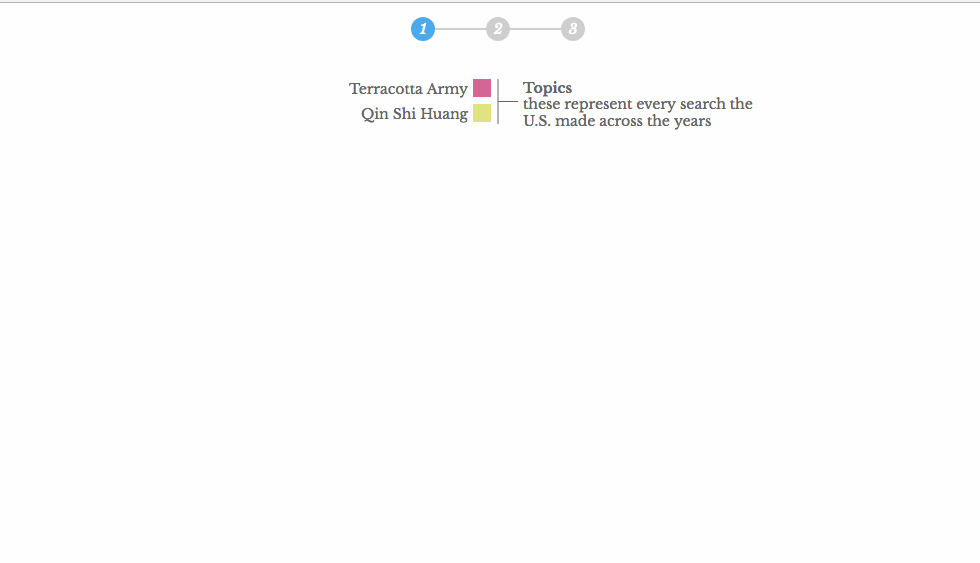 1 2 3
Terracotta Army
Qin Shi Huang
Topics
these represent every search the
U.S. made across the years